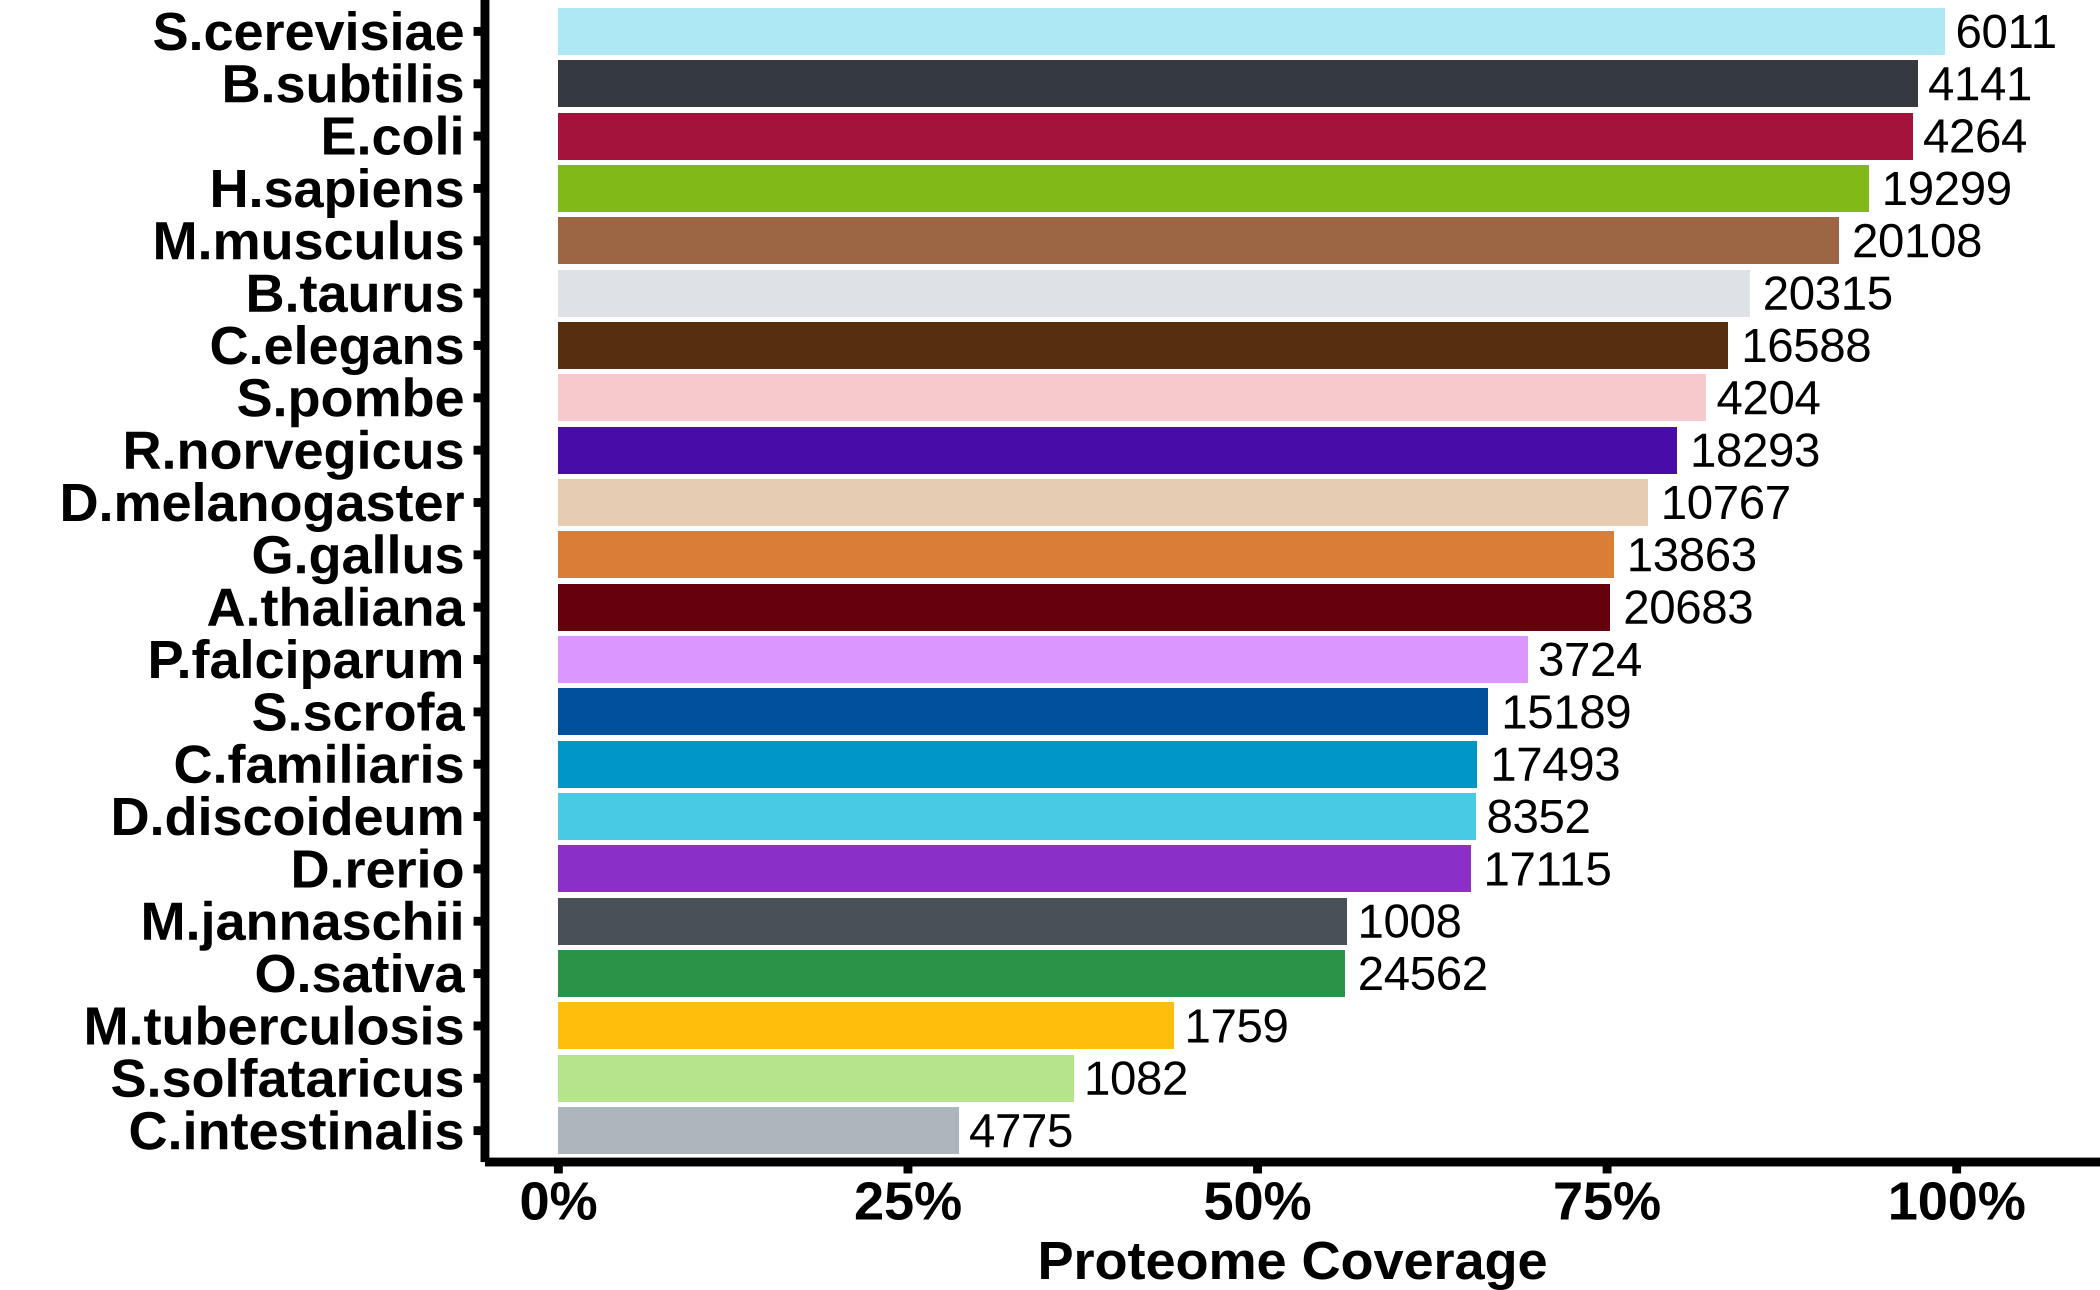 S.cerevisiae 6011
B.subtilis 4141
E.coli 4264
H.sapiens 19299
M.musculus 20108
B.taurus 20315
C.elegans 16588
S.pombe 4204
R.norvegicus 18293
D.melanogaster 10767
G.gallus 13863
A.thaliana 20683
P.falciparum 3724
S.scrofa 15189
C.familiaris 17493
D.discoideum 8352
D.rerio 17115
M.jannaschii 1008
O.sativa 24562
M.tuberculosis 1759
S.solfataricus 1082
C.intestinalis 4775
0% 25% 50% 75% 100%
Proteome Coverage